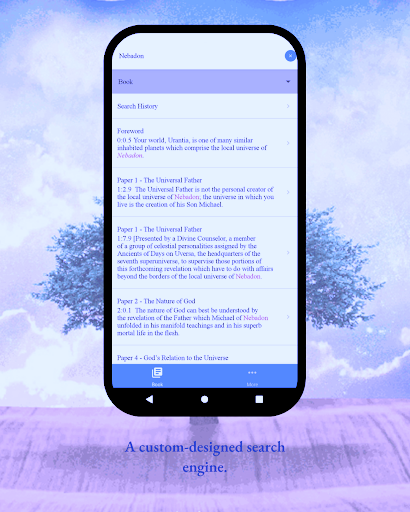 Nebadon
Book
Search History
Foreword
0:0.5 Your world, Urantia, is one of many similar
inhabited planets which comprise the local universe of
Nebadon.
Paper 1 - The Universal Father
1:2.9 The Universal Father is not the personal creator of
the local universe of Nebadon; the universe in which you
live is the creation of his Son Michael.
Paper 1 - The Universal Father
1:7.9 [Presented by a Divine Counselor, a member
of a group of celestial personalities assigned by the
Ancients of Days on Uversa, the headquarters of the
seventh superuniverse, to supervise those portions of
this forthcoming revelation which have to do with affairs
beyond the borders of the local universe of Nebadon.
Paper 2 - The Nature of God
2:0.1 The nature of God can best be understood by
the revelation of the Father which Michael of Nebadon
unfolded in his manifold teachings and in his superb
mortal life in the flesh.
Paper 4 - God's Relation to the Universe
Book
More
A custom-designed search
engine.